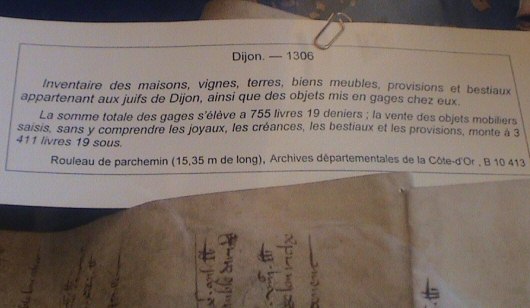 Dijon. — 1306
Inventaire des maisons, vignes, terres, biens meubles, provisions et bestiaux
appartenant aux juifs de Dijon, ainsi que des objets mis en gages chez eux.
La somme totale des gages s'élève a 755 livres 19 deniers ; la vente des objets mobiliers
saisis, sans y comprendre les joyaux, les créances, les bestiaux et les provisions, monte à 3
411 livres 19 sous.
Rouleau de parchemin (15,35 m de long), Archives départementales de la Côte-d'Or , B 10 413